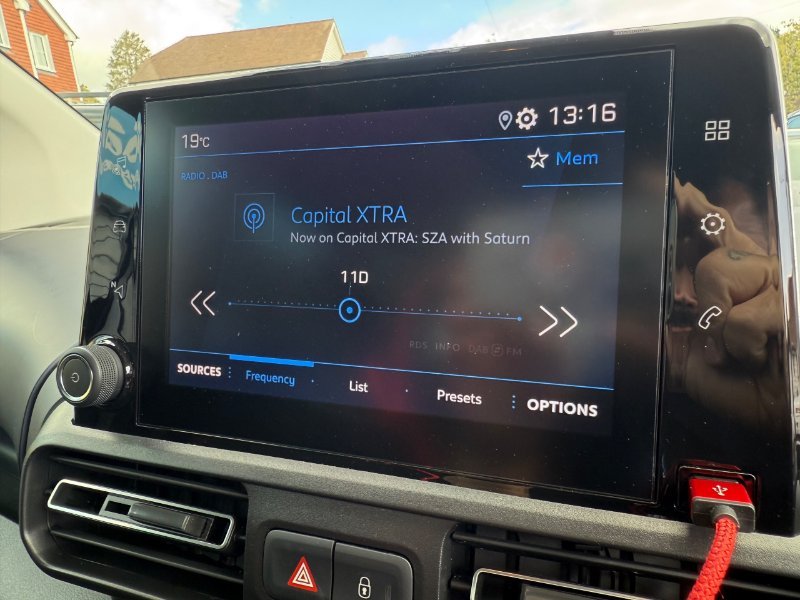 19°C
13:16
Mem
RADIO . DAB
Capital XTRA
Now on Capital XTRA: SZA with Saturn
11D
RDS INFO DAB FM
SOURCES Frequency List Presets OPTIONS
N